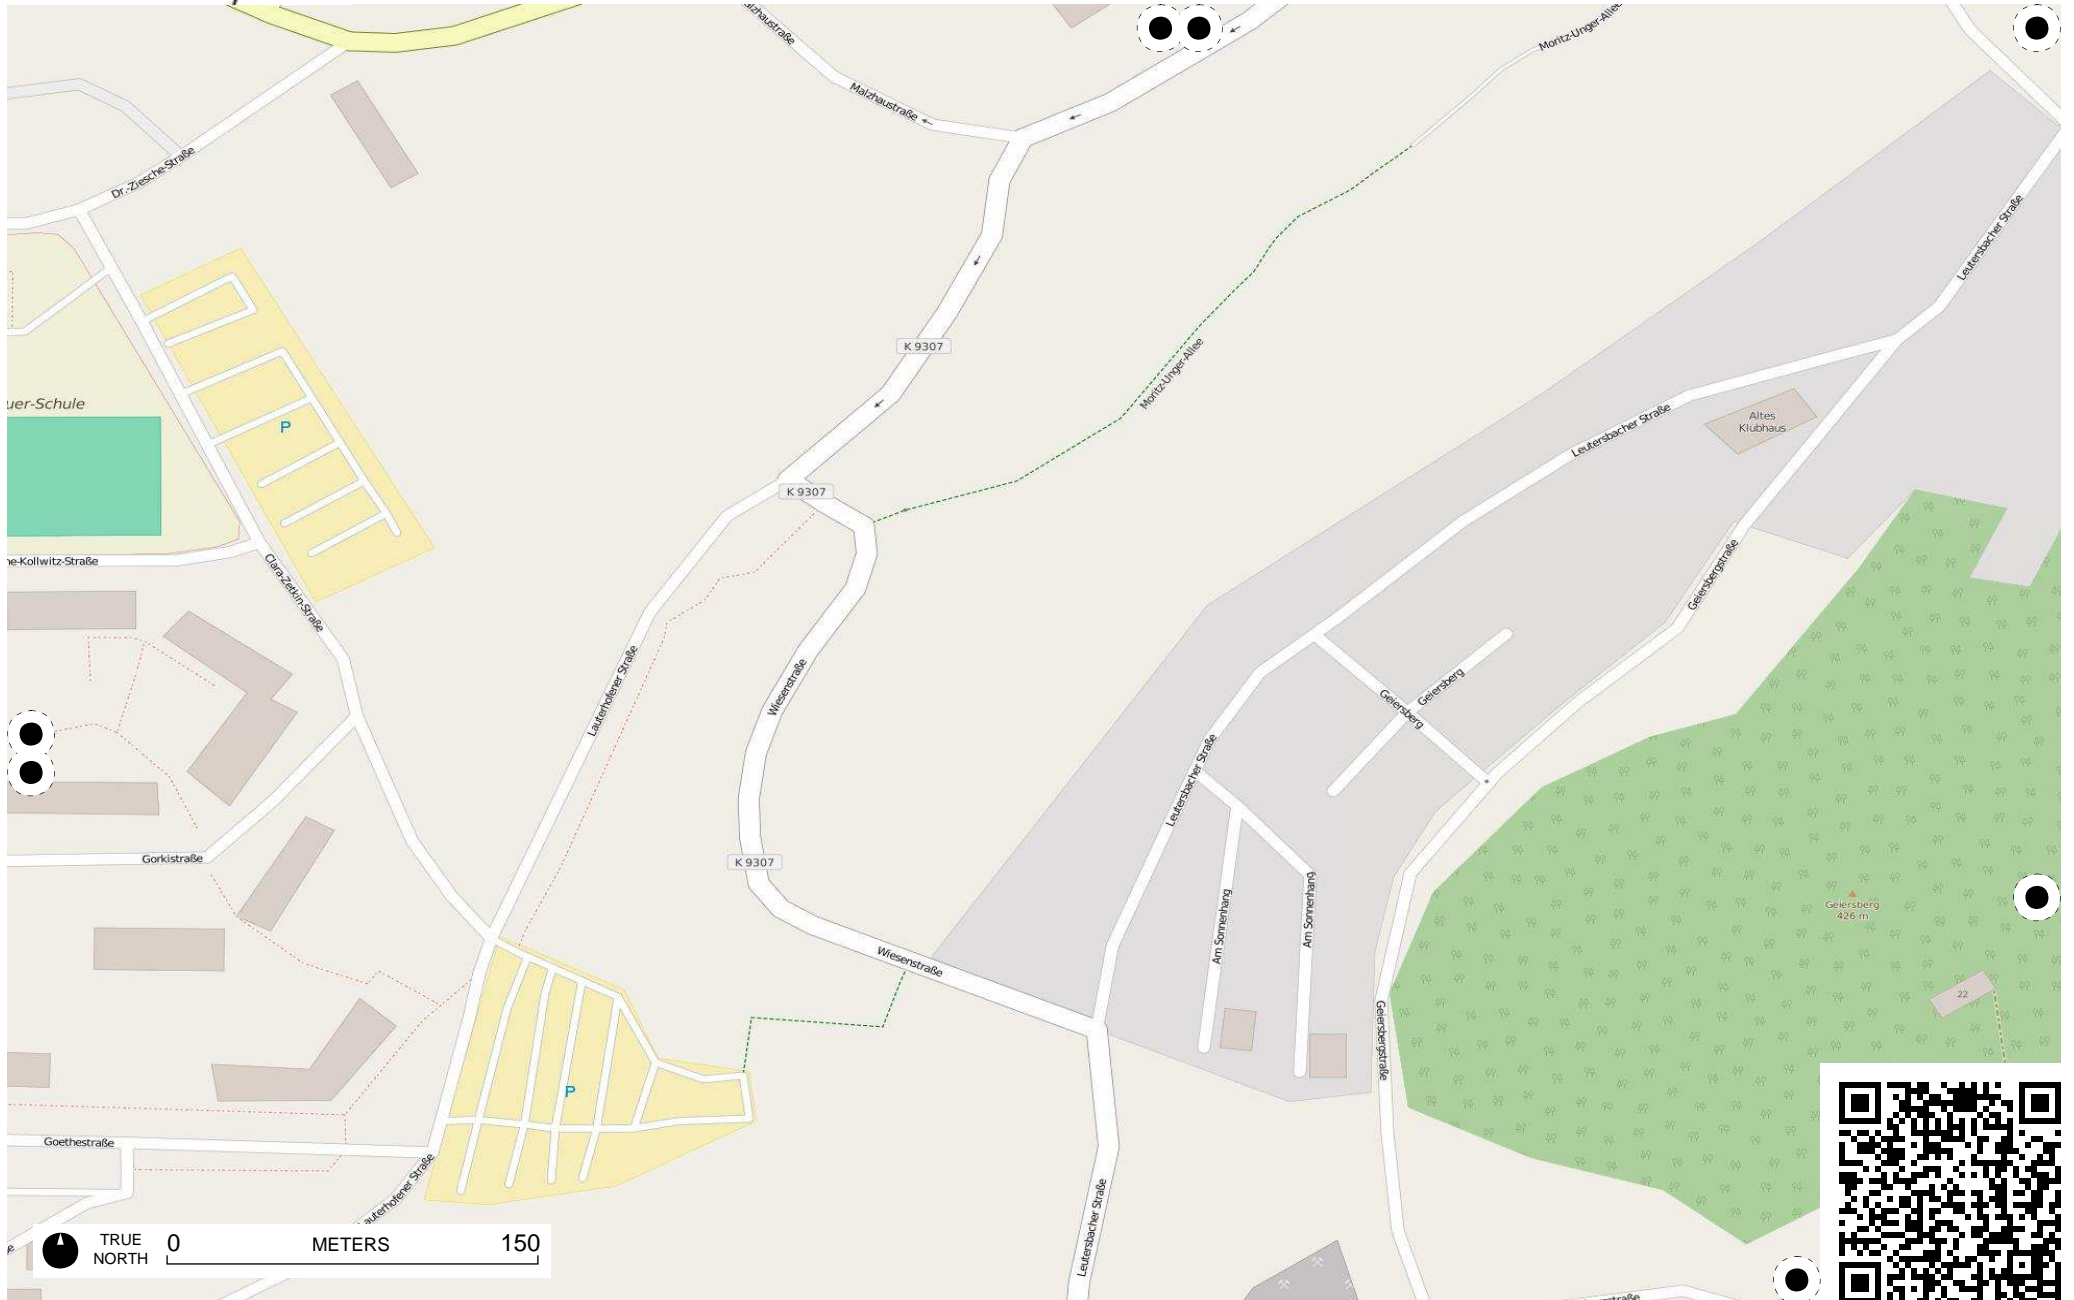 Malzhaustraße
Moritz-Unger-Allee
Dr.-Ziesche-Straße
Leutersbacher Straße
K 9307
Moritz-Unger-Allee
uer-Schule
P
Altes
Klubhaus
Leutersbacher Straße
K 9307
ne-Kollwitz-Straße
Clara-Zetkin-Straße
Geiersbergstraße
Lauterhofener Straße
Wiesenstraße
Geiersberg
Geiersberg
Leutersbacher Straße
Gorkistraße
K 9307
Am Sonnenhang
Am Sonnenhang
Geiersberg
426 m
Wiesenstraße
22
Geiersbergstraße
P
Goethestraße
auterhofener Straße
Leutersbacher Straße
TRUE
NORTH
0 METERS 150